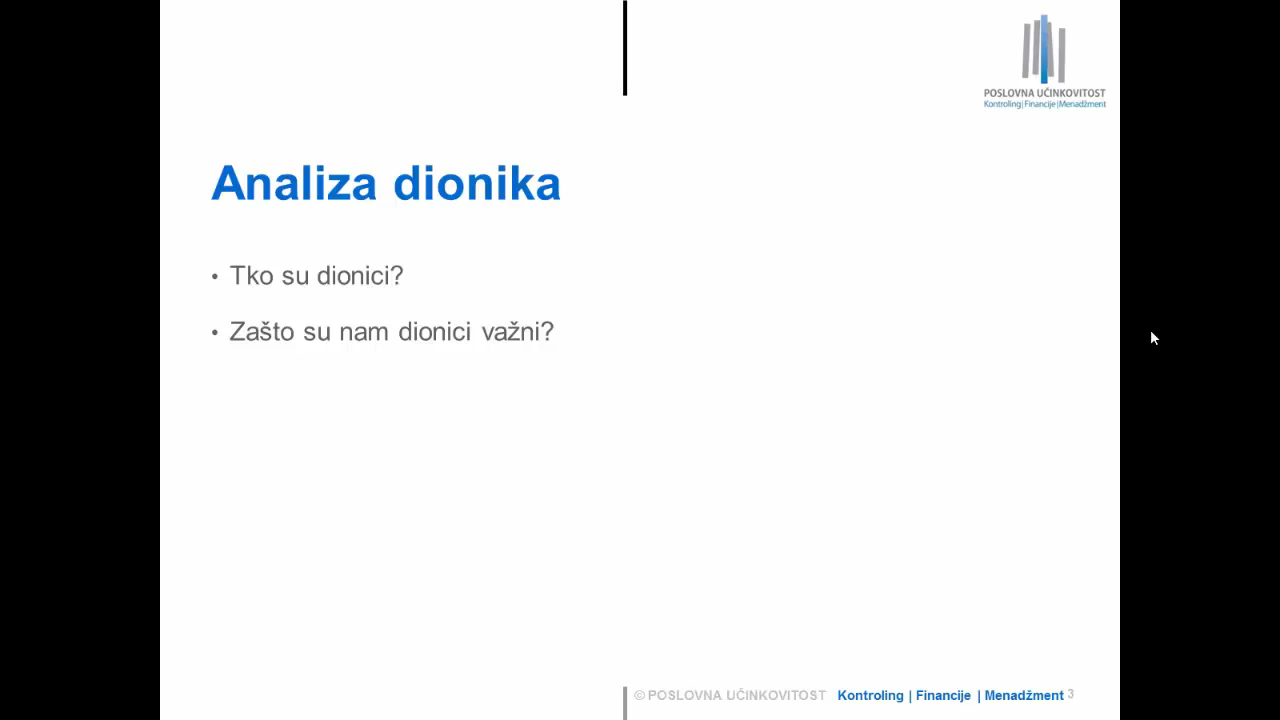 POSLOVNA UČINKOVITOST
Kontroling|Financije|Menadžment
Analiza dionika
• Tko su dionici?
• Zašto su nam dionici važni?
© POSLOVNA UČINKOVITOST Kontroling | Financije | Menadžment 3